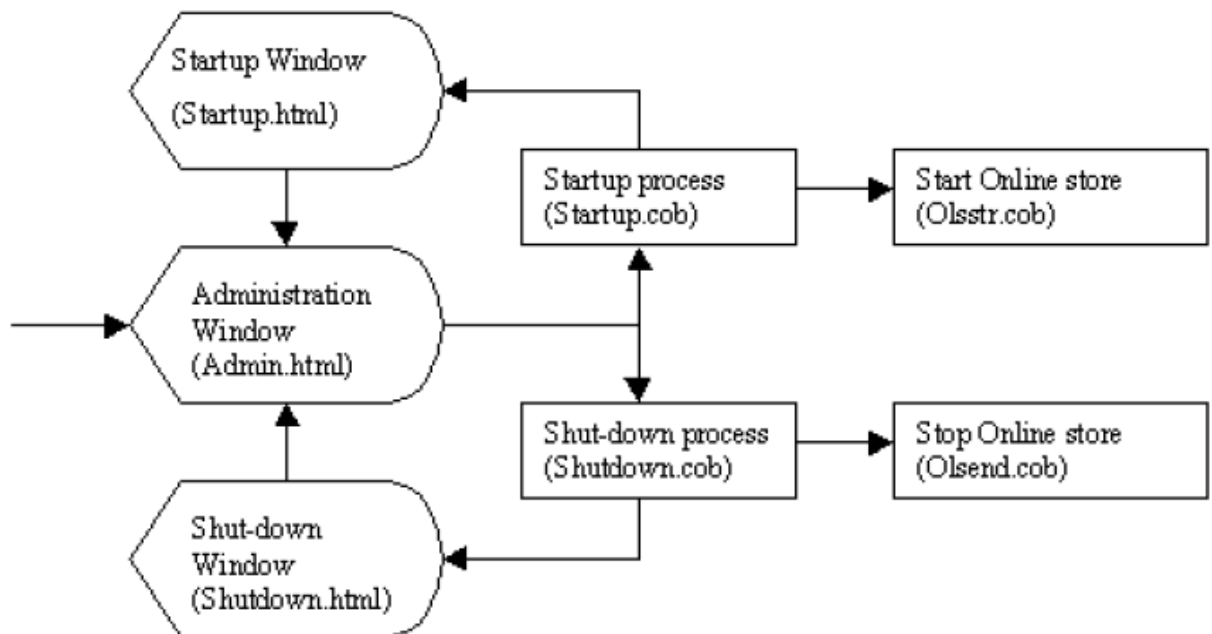 Startup Window
(Startup.html)
Startup process
(Startup.cob)
Start Online store
(Olsstr.cob)
Administration
Window
(Admin.html)
Shut-down process
(Shutdown.cob)
Stop Online store
(Olsend.cob)
Shut-down
Window
(Shutdown.html)